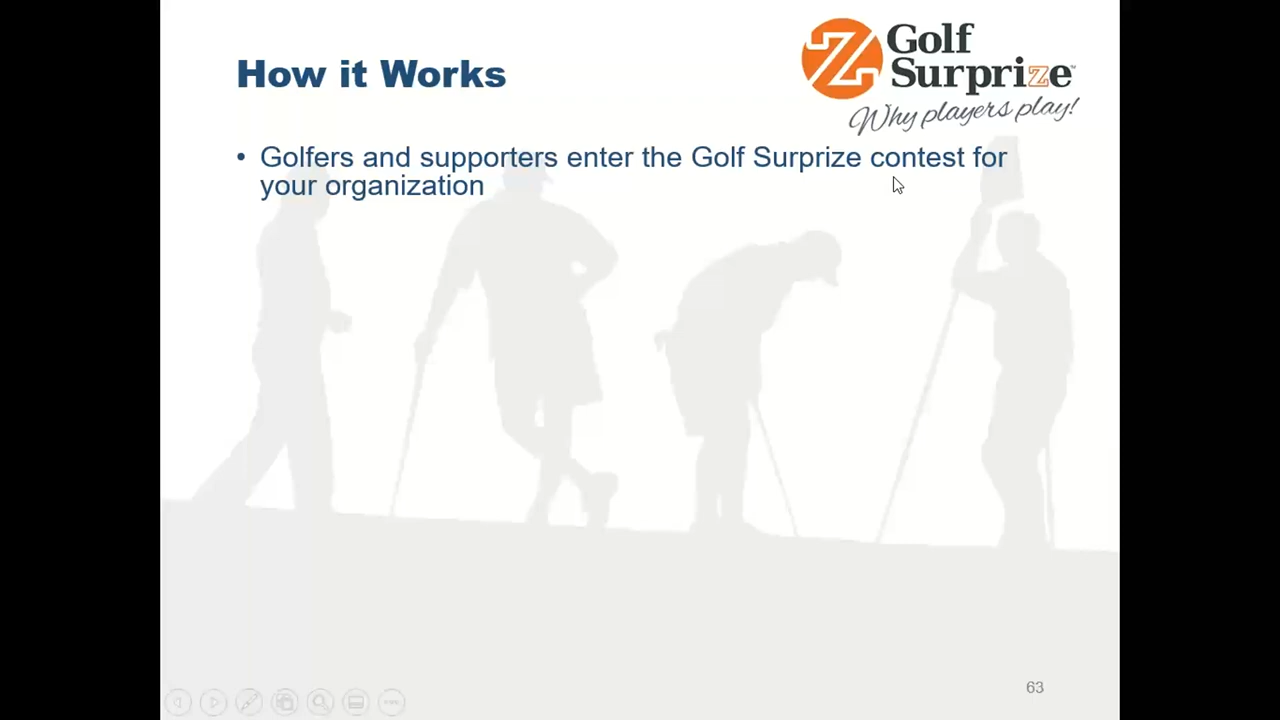 How it Works
Golf
Surprize™
Why players play!
• Golfers and supporters enter the Golf Surprize contest for
your organization
63